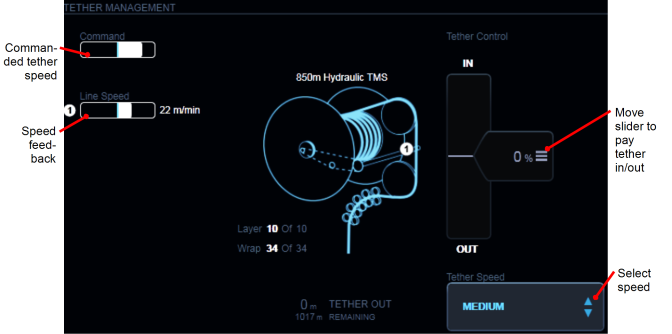 TETHER MANAGEMENT
Comman-
ded tether
speed
Command
Line Speed
1
22 m/min
Speed
feed-
back
850m Hydraulic TMS
1
Layer 10 Of 10
Wrap 34 Of 34
0 m TETHER OUT
1017 m REMAINING
Tether Control
IN
0 %
OUT
Move
slider to
pay
tether
in/out
Tether Speed
MEDIUM
Select
speed